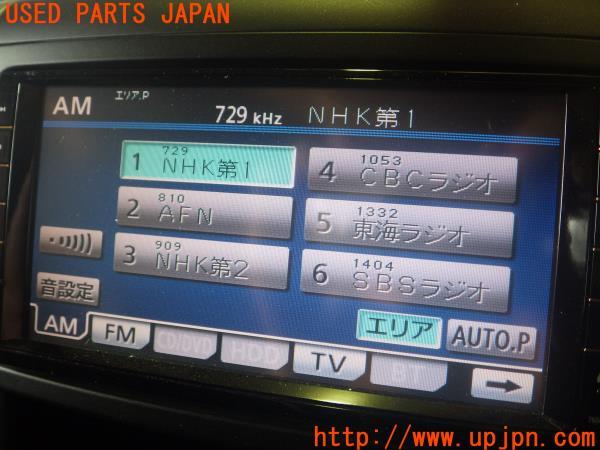 USED PARTS JAPAN
AM
エリア.P
729 kHz
NHK第1
1 729 NHK第1
4 1053 CBCラジオ
2 810 AFN
5 1332 東海ラジオ
3 909 NHK第2
6 1404 SBSラジオ
音設定
エリア
AUTO.P
AM
FM
CD/DVD
HDD
TV
BT
http://www.upjpn.com